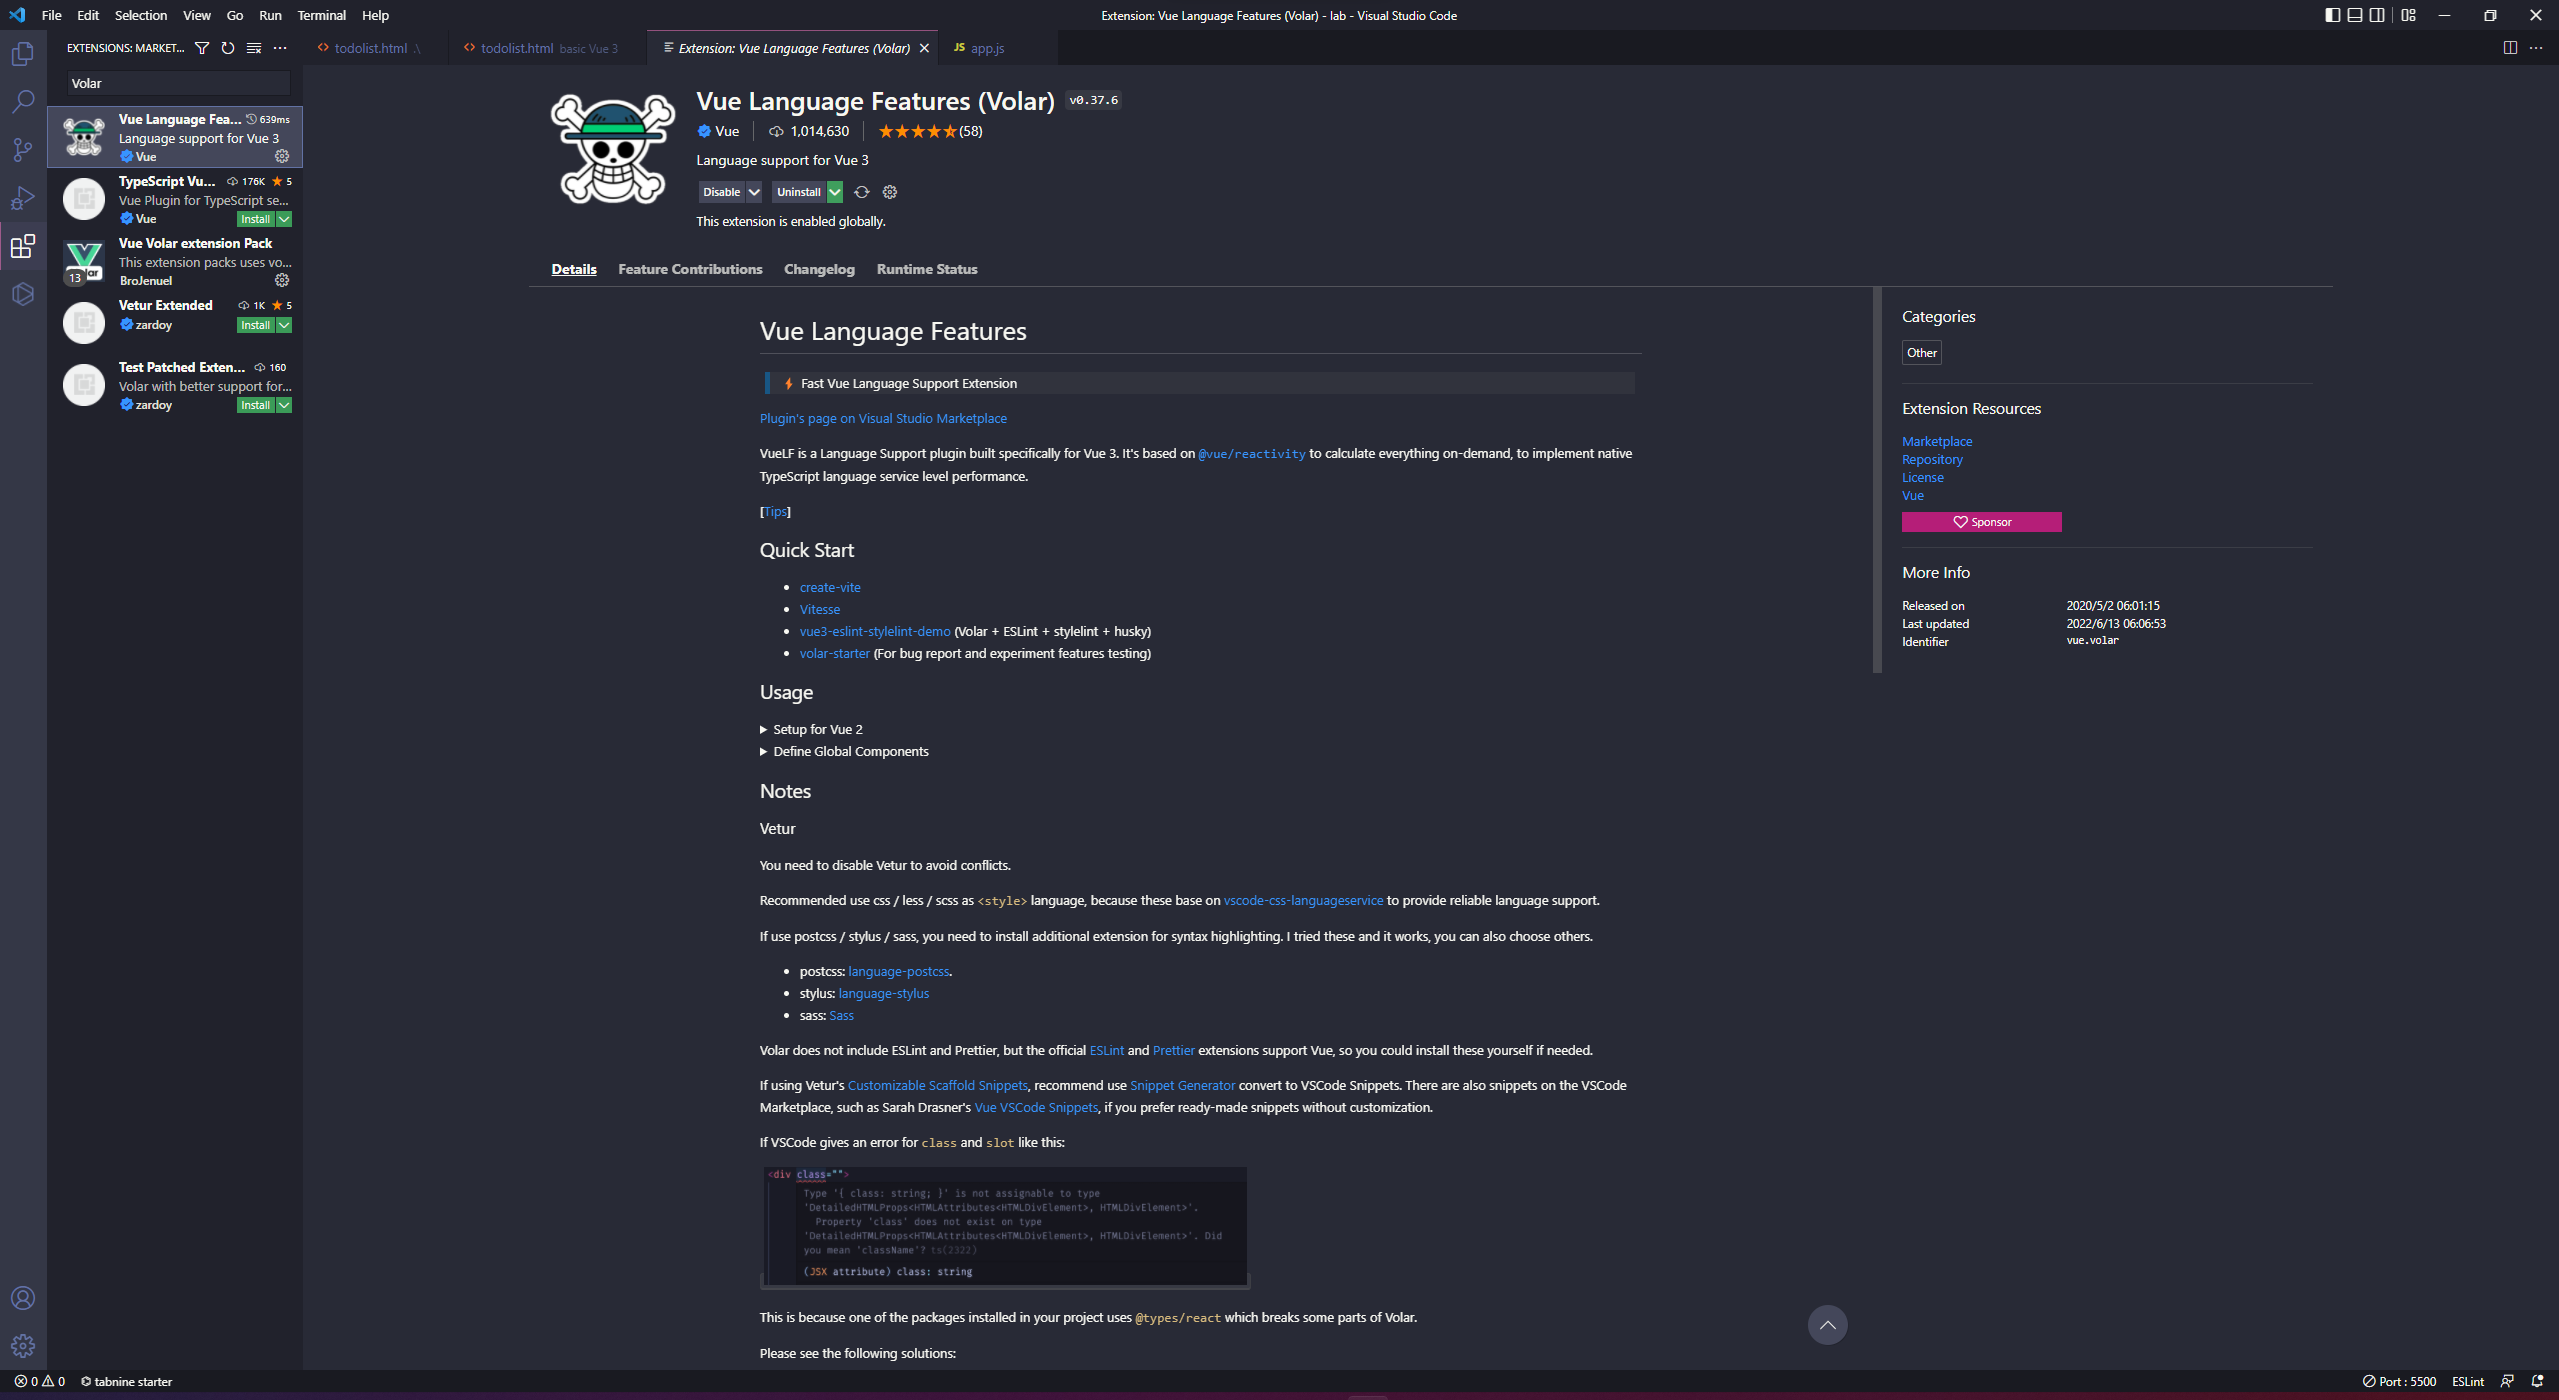 File Edit Selection View Go Run Terminal Help
Extension: Vue Language Features (Volar) - lab - Visual Studio Code
EXTENSIONS: MARKET...
Volar
Vue Language Fea... 639ms
Language support for Vue 3
Vue
TypeScript Vu... 176K 5
Vue Plugin for TypeScript se...
Vue Install
Vue Volar extension Pack
This extension packs uses vo...
13 BroJenuel
Vetur Extended 1K 5
zardoy Install
Test Patched Exten... 160
Volar with better support for...
zardoy Install
todolist.html .\
todolist.html basic Vue 3
Extension: Vue Language Features (Volar)
JS app.js
Vue Language Features (Volar) v0.37.6
Vue 1,014,630 (58)
Language support for Vue 3
Disable Uninstall
This extension is enabled globally.
Details Feature Contributions Changelog Runtime Status
Vue Language Features
Fast Vue Language Support Extension
Plugin's page on Visual Studio Marketplace
VueLF is a Language Support plugin built specifically for Vue 3. It's based on @vue/reactivity to calculate everything on-demand, to implement native
TypeScript language service level performance.
[Tips]
Quick Start
create-vite
Vitesse
vue3-eslint-stylelint-demo (Volar + ESLint + stylelint + husky)
volar-starter (For bug report and experiment features testing)
Usage
Setup for Vue 2
Define Global Components
Notes
Vetur
You need to disable Vetur to avoid conflicts.
Recommended use css / less / scss as <style> language, because these base on vscode-css-languageservice to provide reliable language support.
If use postcss / stylus / sass, you need to install additional extension for syntax highlighting. I tried these and it works, you can also choose others.
postcss: language-postcss.
stylus: language-stylus
sass: Sass
Volar does not include ESLint and Prettier, but the official ESLint and Prettier extensions support Vue, so you could install these yourself if needed.
If using Vetur's Customizable Scaffold Snippets, recommend use Snippet Generator convert to VSCode Snippets. There are also snippets on the VSCode
Marketplace, such as Sarah Drasner's Vue VSCode Snippets, if you prefer ready-made snippets without customization.
If VSCode gives an error for class and slot like this:
<div class="">
Type '{ class: string; }' is not assignable to type
'DetailedHTMLProps<HTMLAttributes<HTMLDivElement>, HTMLDivElement>'.
Property 'class' does not exist on type
'DetailedHTMLProps<HTMLAttributes<HTMLDivElement>, HTMLDivElement>'. Did
you mean 'className'? ts(2322)
(JSX attribute) class: string
This is because one of the packages installed in your project uses @types/react which breaks some parts of Volar.
Please see the following solutions:
Categories
Other
Extension Resources
Marketplace
Repository
License
Vue
Sponsor
More Info
Released on 2020/5/2 06:01:15
Last updated 2022/6/13 06:06:53
Identifier vue.volar
0 0 tabnine starter
Port : 5500 ESLint